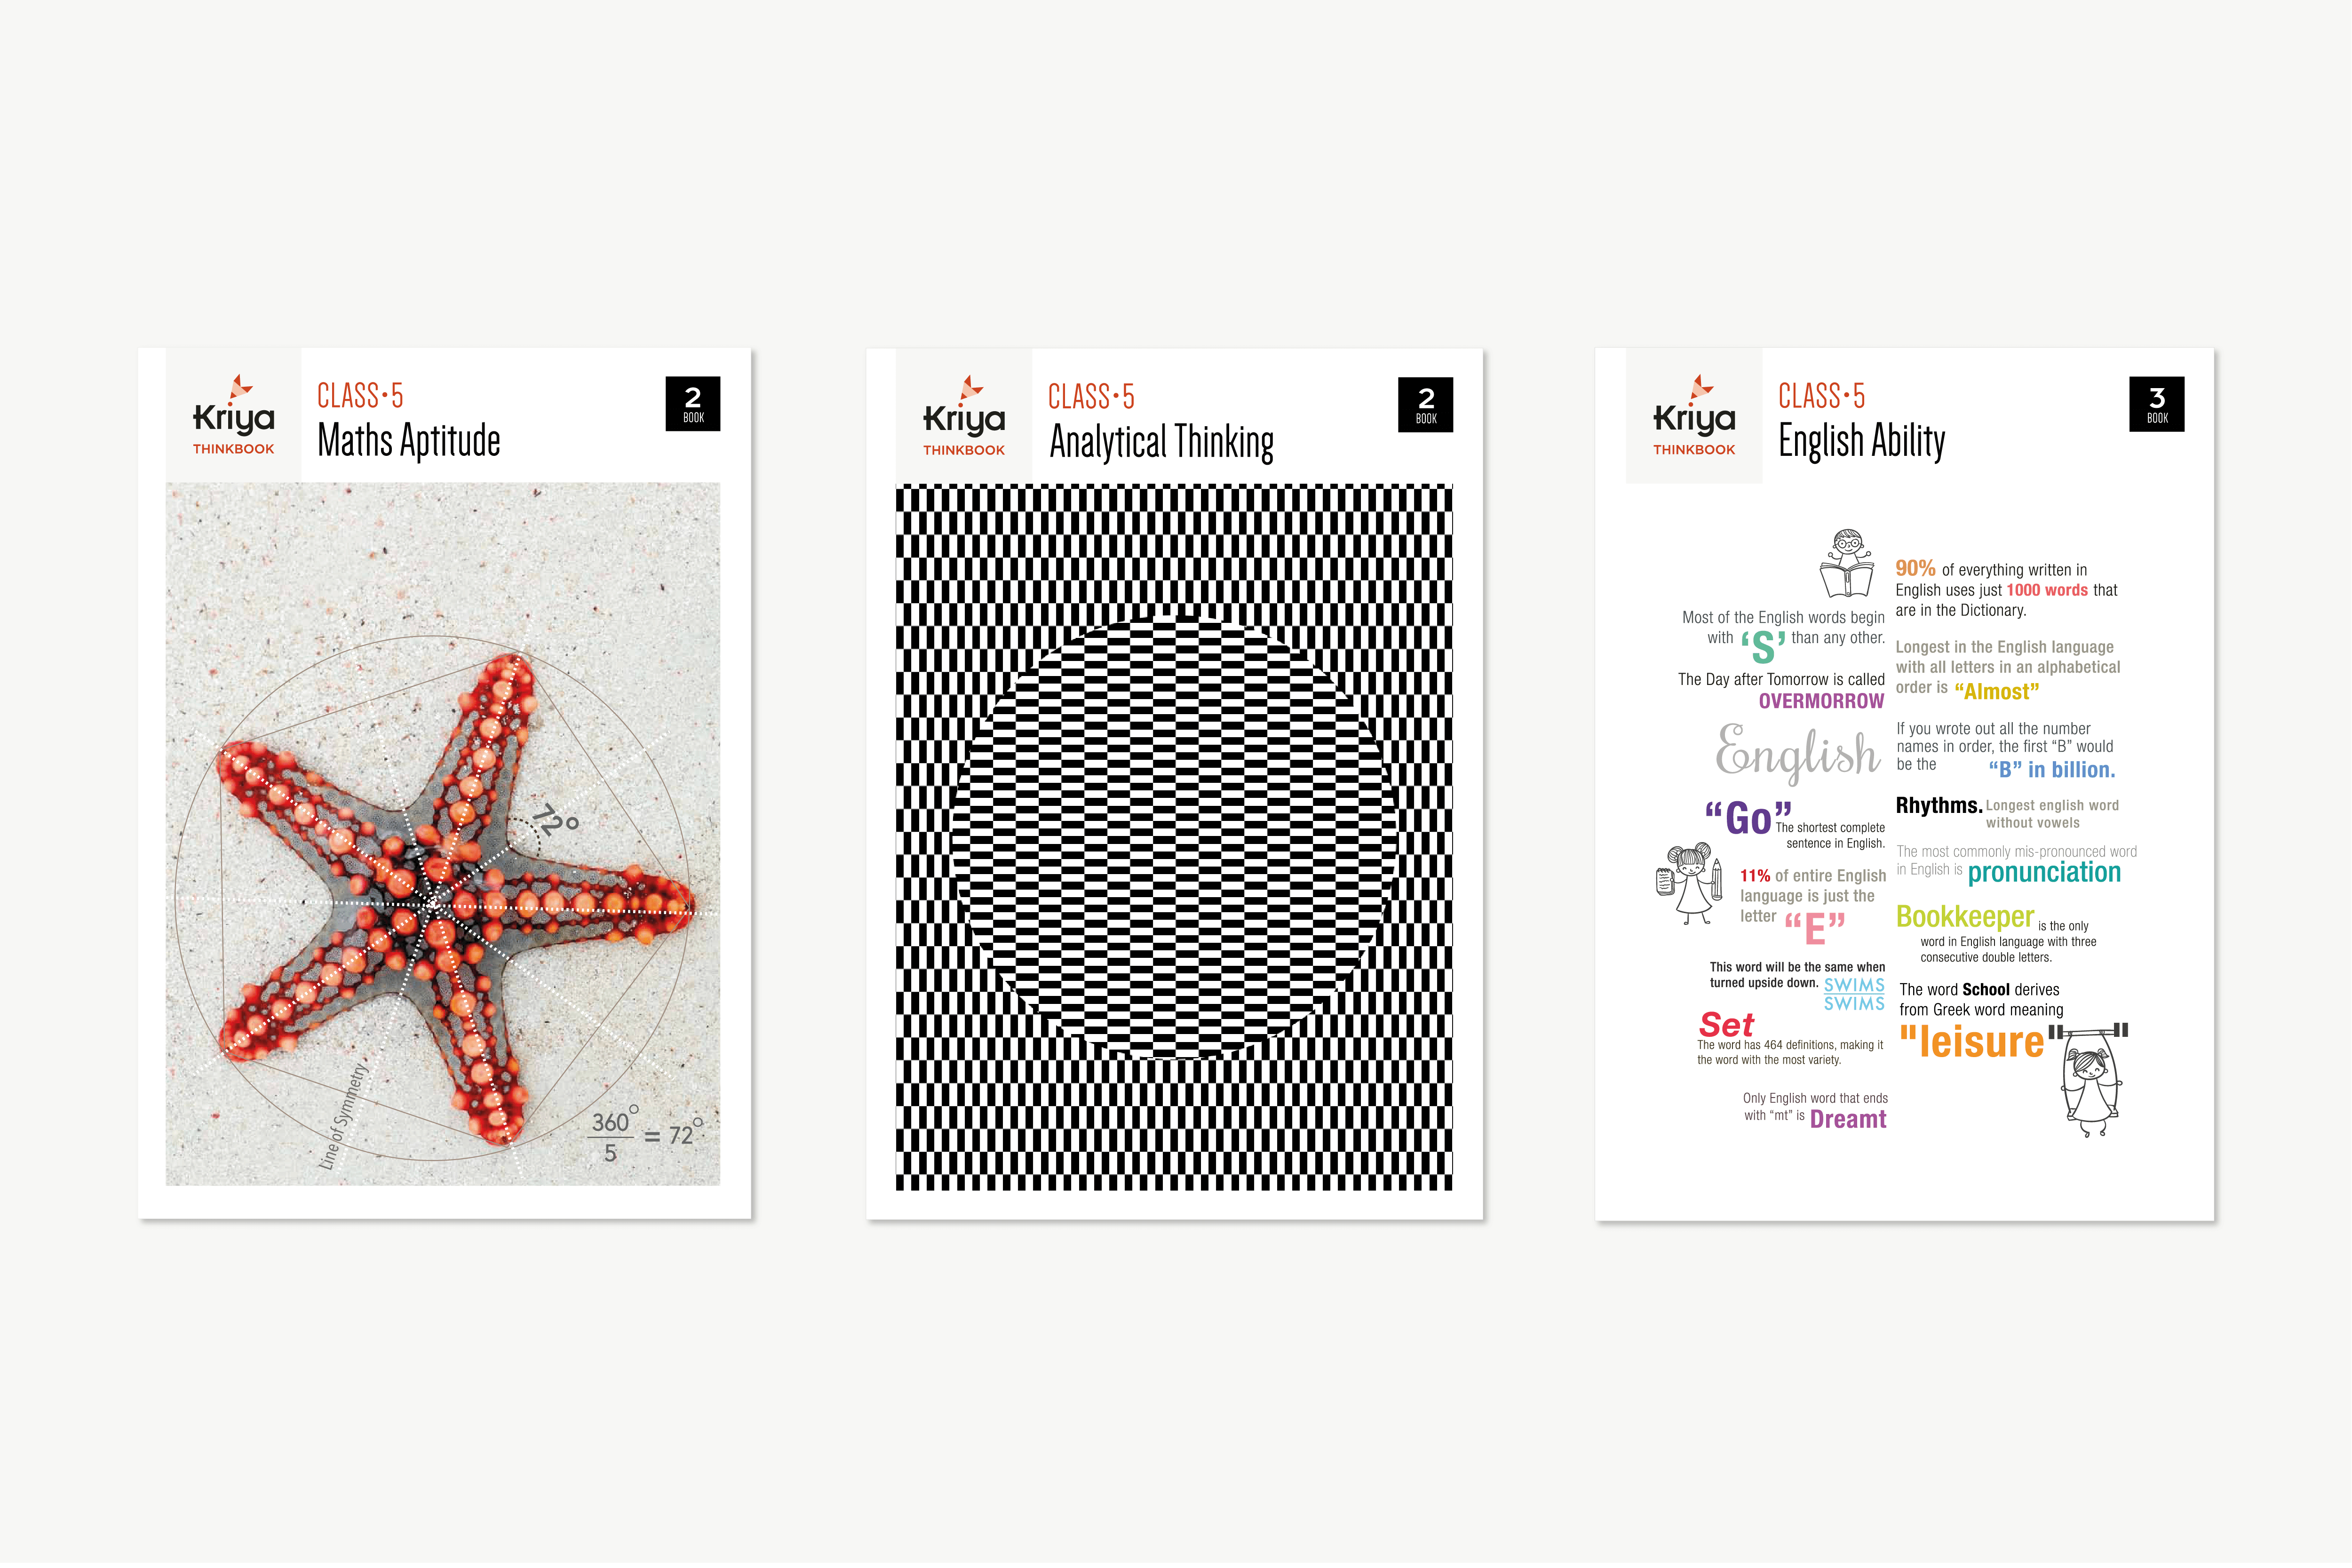 Kriya
THINKBOOK
CLASS•5
Maths Aptitude
2
BOOK
72°
Line of Symmetry
360°
5
= 72°
Kriya
THINKBOOK
CLASS•5
Analytical Thinking
2
BOOK
Kriya
THINKBOOK
CLASS•5
English Ability
3
BOOK
Most of the English words begin
with ‘S’ than any other.
The Day after Tomorrow is called
OVERMORROW
English
“Go”
The shortest complete
sentence in English.
11% of entire English
language is just the
letter “E”
This word will be the same when
turned upside down. SWIMS
SWIMS
Set
The word has 464 definitions, making it
the word with the most variety.
Only English word that ends
with “mt” is Dreamt
90% of everything written in
English uses just 1000 words that
are in the Dictionary.
Longest in the English language
with all letters in an alphabetical
order is “Almost”
If you wrote out all the number
names in order, the first “B” would
be the “B” in billion.
Rhythms. Longest english word
without vowels
The most commonly mis-pronounced word
in English is pronunciation
Bookkeeper is the only
word in English language with three
consecutive double letters.
The word School derives
from Greek word meaning
"leisure"